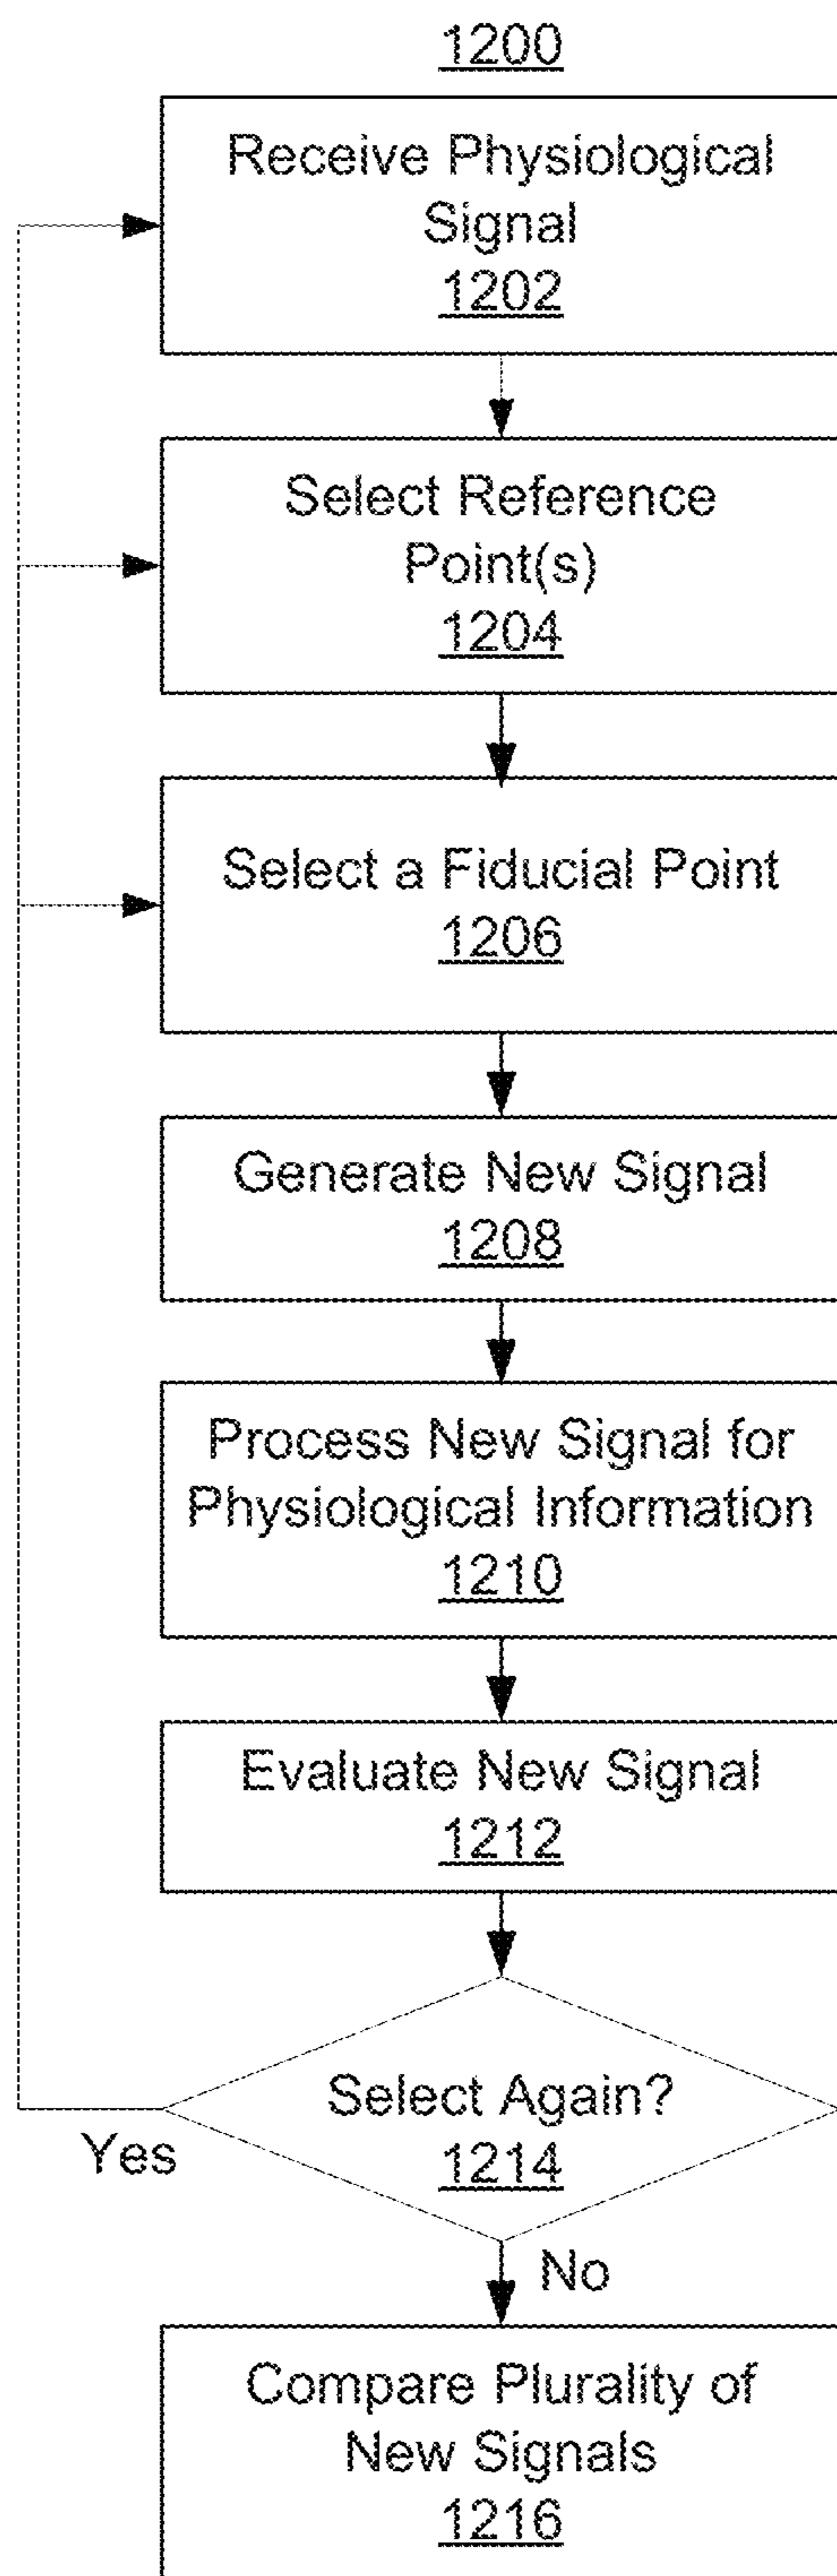 1200
Receive Physiological
Signal
1202
Select Reference
Point(s)
1204
Select a Fiducial Point
1206
Generate New Signal
1208
Process New Signal for
Physiological Information
1210
Evaluate New Signal
1212
Select Again?
1214
Yes
No
Compare Plurality of
New Signals
1216